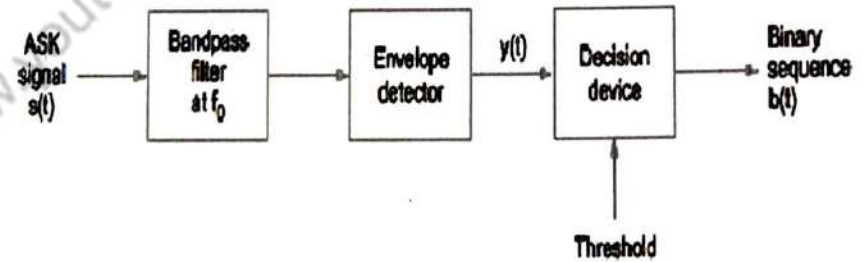 ASK
signal
s(t)
Bandpass
filter
at f₀
Envelope
detector
y(t)
Decision
device
Binary
sequence
b(t)
Threshold